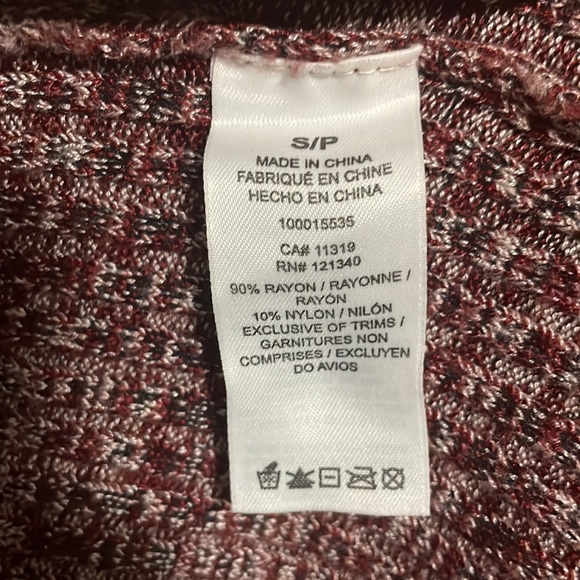 S/P
MADE IN CHINA
FABRIQUÉ EN CHINE
HECHO EN CHINA
100015535
CA# 11319
RN# 121340
90% RAYON / RAYONNE /
RAYÓN
10% NYLON / NILÓN
EXCLUSIVE OF TRIMS /
GARNITURES NON
COMPRISES / EXCLUYEN
DO AVIOS